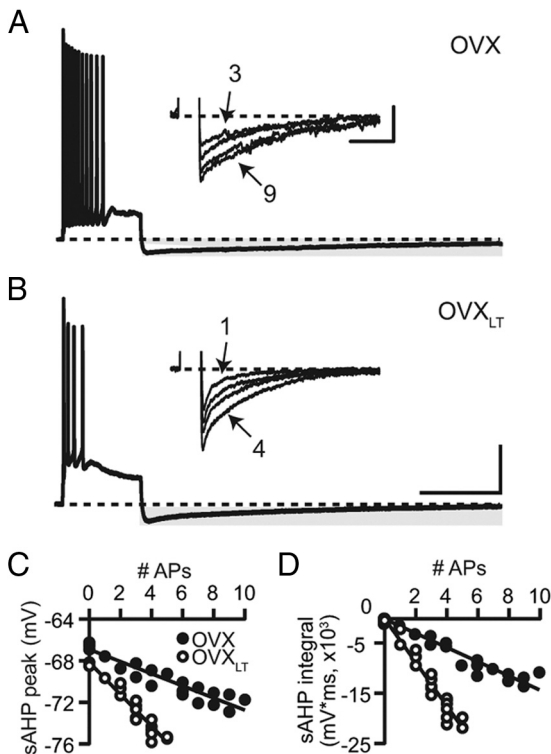 A
OVX
3
9
B
OVX_LT
1
4
C
# APs
0 2 4 6 8 10
-64
-68
-72
-76
sAHP peak (mV)
OVX
OVX_LT
D
# APs
0 2 4 6 8 10
0
-5
-15
-25
sAHP integral
(mV*ms, x10³)